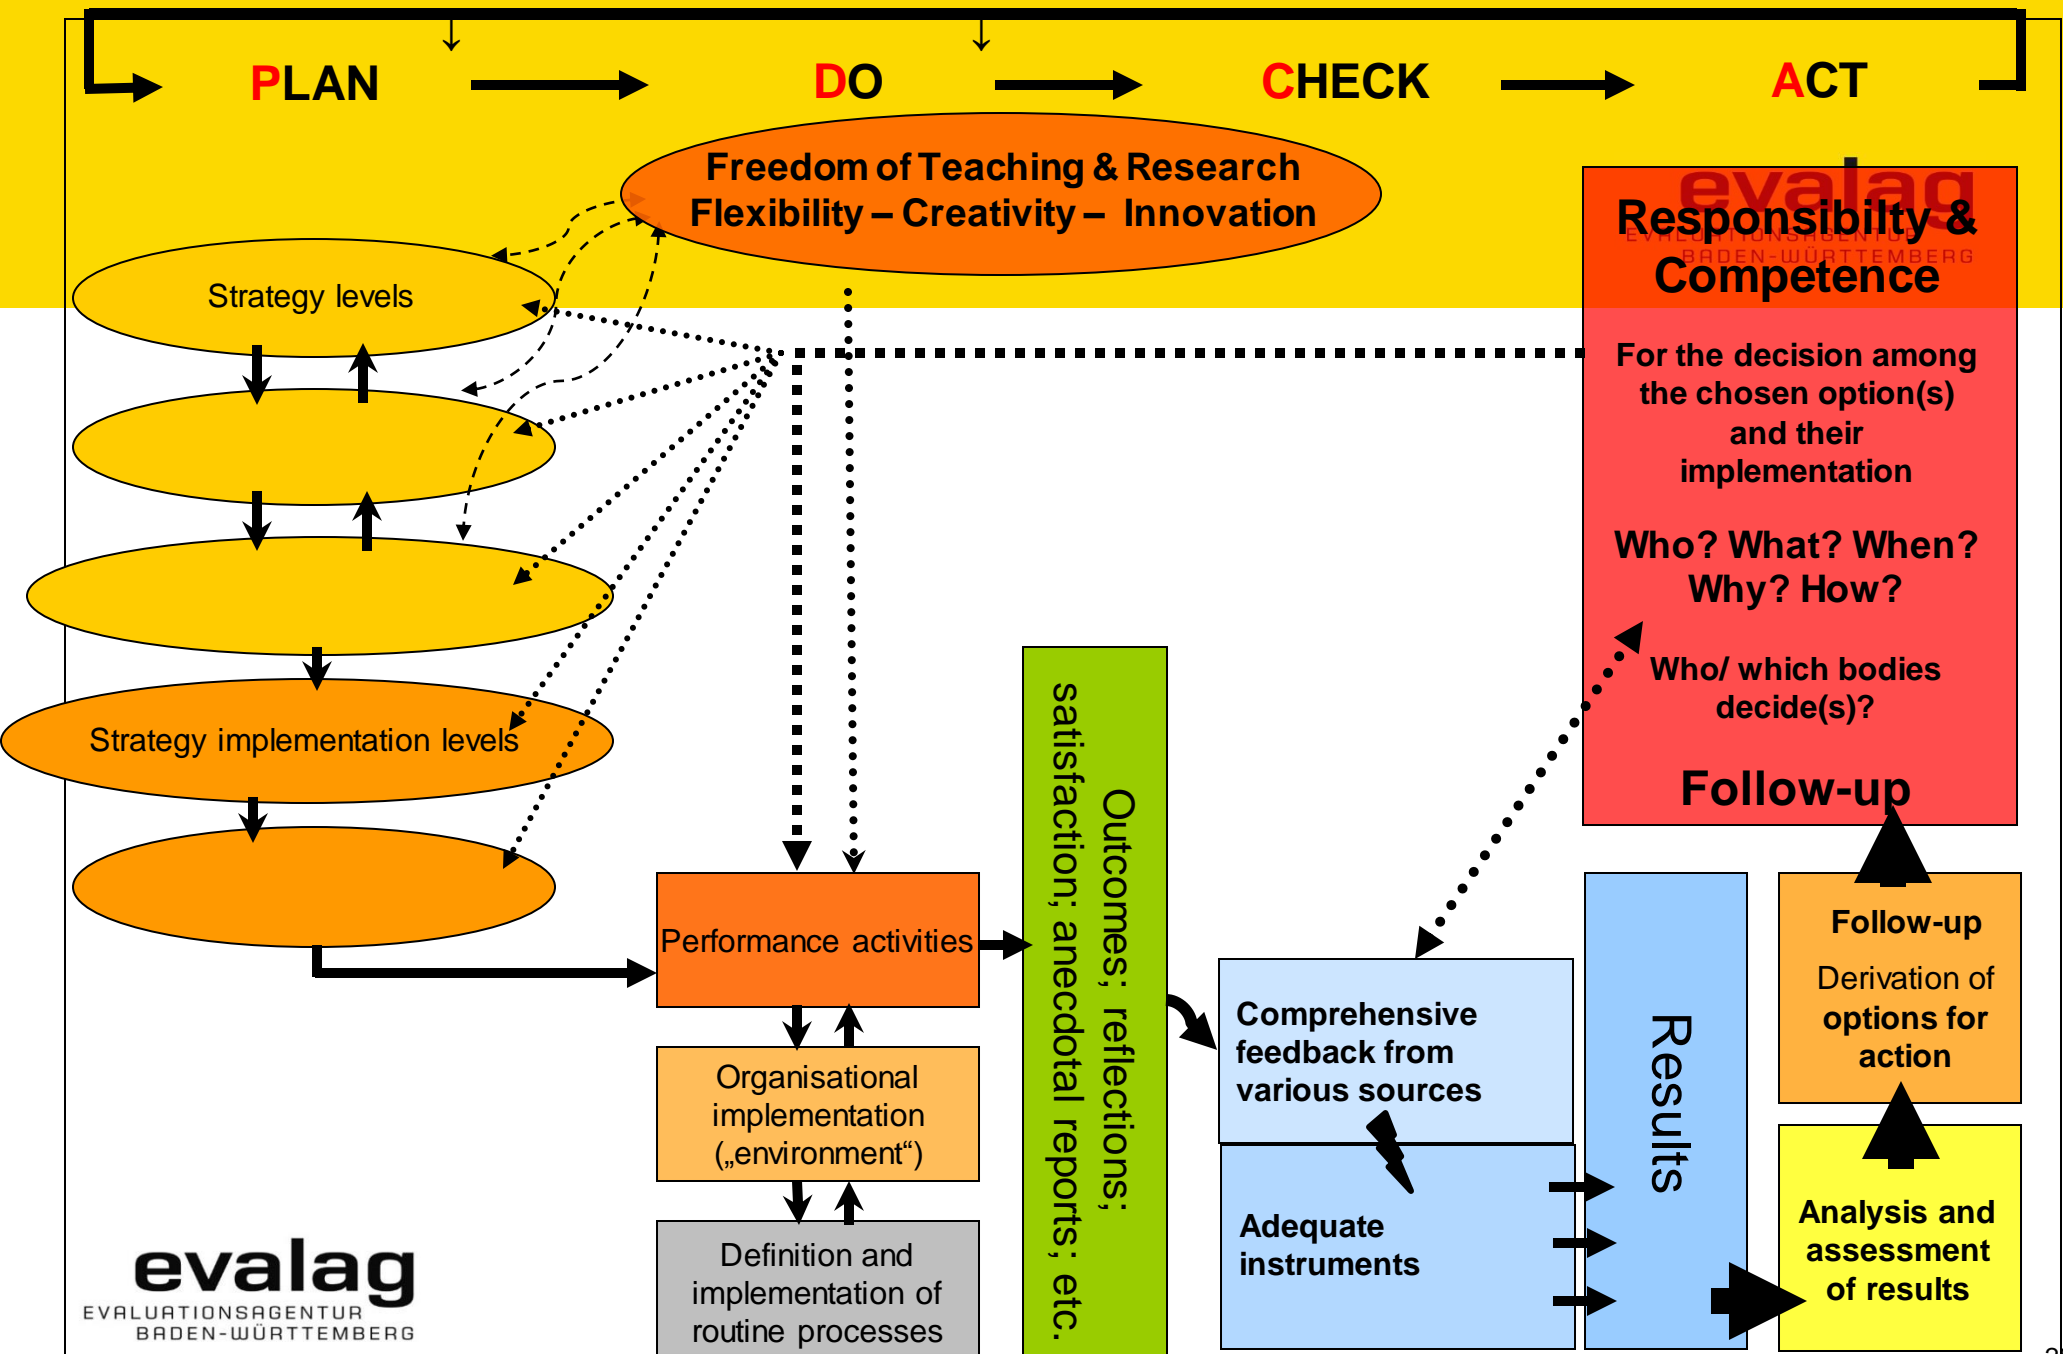 PLAN
DO
CHECK
ACT
Freedom of Teaching & Research
Flexibility – Creativity – Innovation
evalag
EVALUATIONSAGENTUR
BADEN-WÜRTTEMBERG
Responsibilty &
Competence
For the decision among
the chosen option(s)
and their
implementation
Who? What? When?
Why? How?
Who/ which bodies
decide(s)?
Follow-up
Strategy levels
Strategy implementation levels
Performance activities
Organisational
implementation
(„environment“)
Definition and
implementation of
routine processes
Outcomes; reflections;
satisfaction; anecdotal reports; etc.
Comprehensive
feedback from
various sources
Adequate
instruments
Results
Follow-up
Derivation of
options for
action
Analysis and
assessment
of results
evalag
EVALUATIONSAGENTUR
BADEN-WÜRTTEMBERG